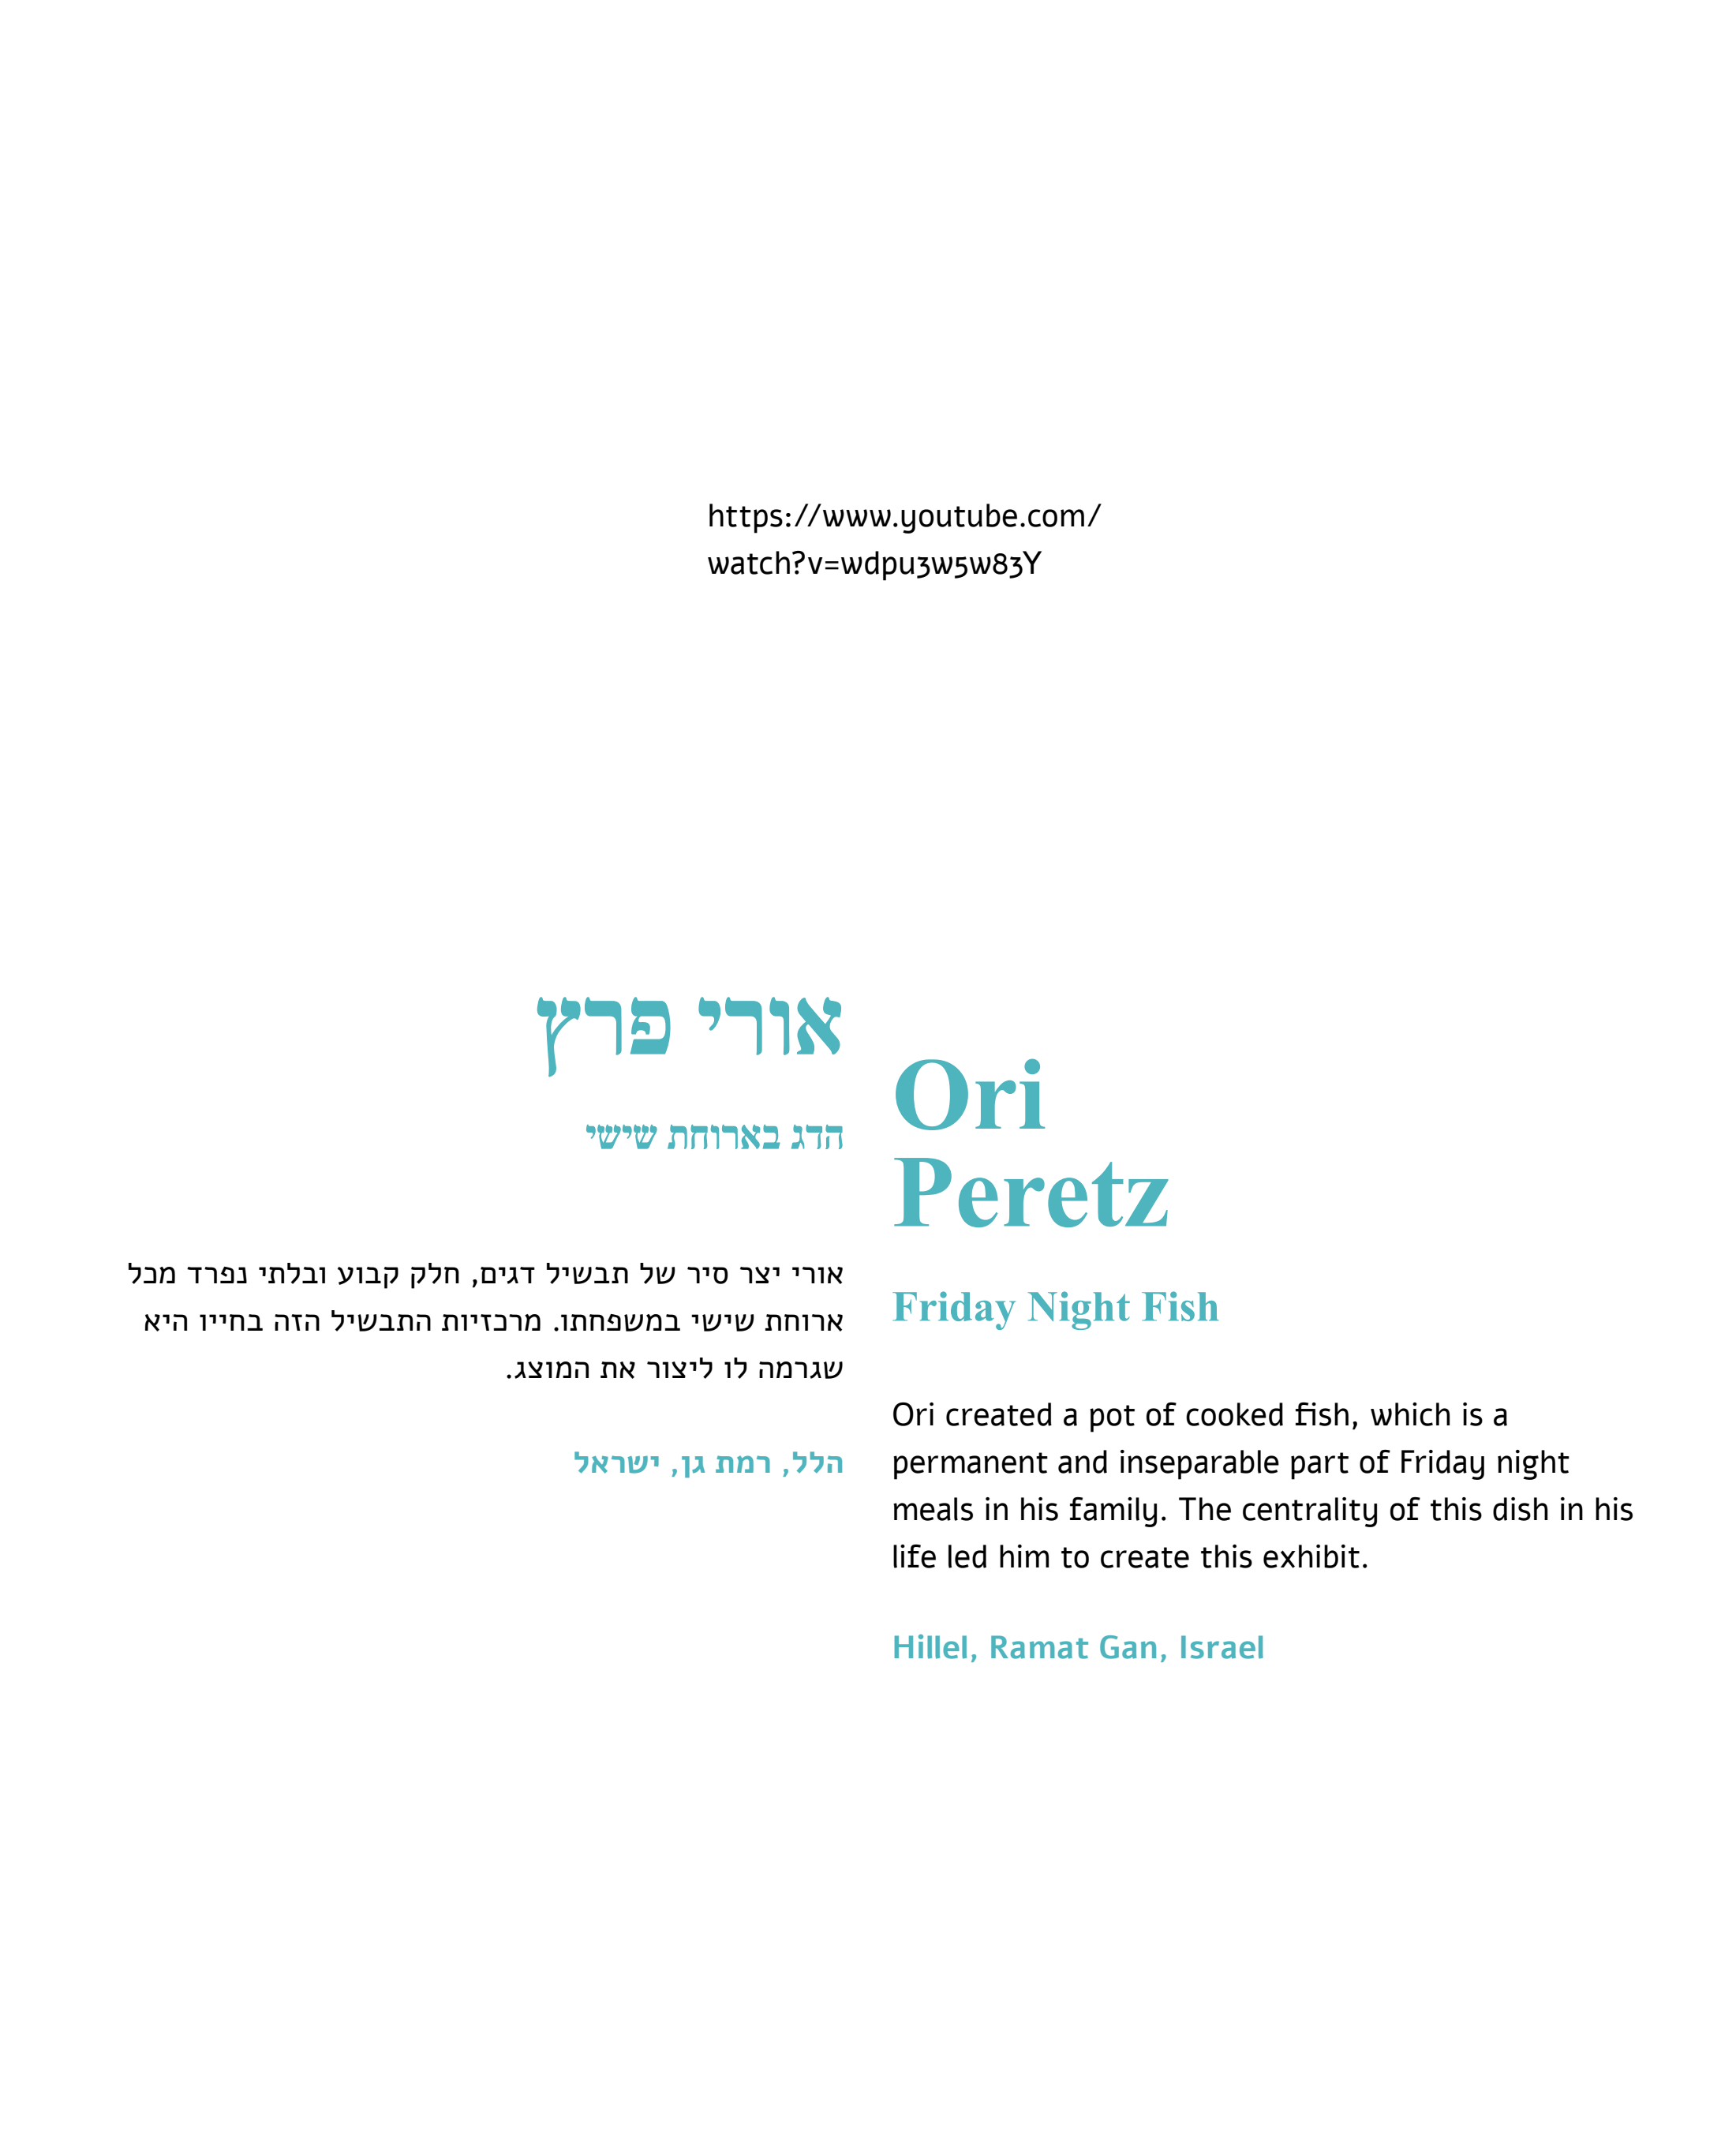 https://www.youtube.com/
watch?v=wdpu3w5w83Y
אורי פרץ
הדג בארוחת שישי
אורי יצר סיר של תבשיל דגים, חלק קבוע ובלתי נפרד מכל
ארוחת שישי במשפחתו. מרכזיות התבשיל הזה בחייו היא
שגרמה לו ליצור את המוצג.
הלל, רמת גן, ישראל
Ori
Peretz
Friday Night Fish
Ori created a pot of cooked fish, which is a
permanent and inseparable part of Friday night
meals in his family. The centrality of this dish in his
life led him to create this exhibit.
Hillel, Ramat Gan, Israel